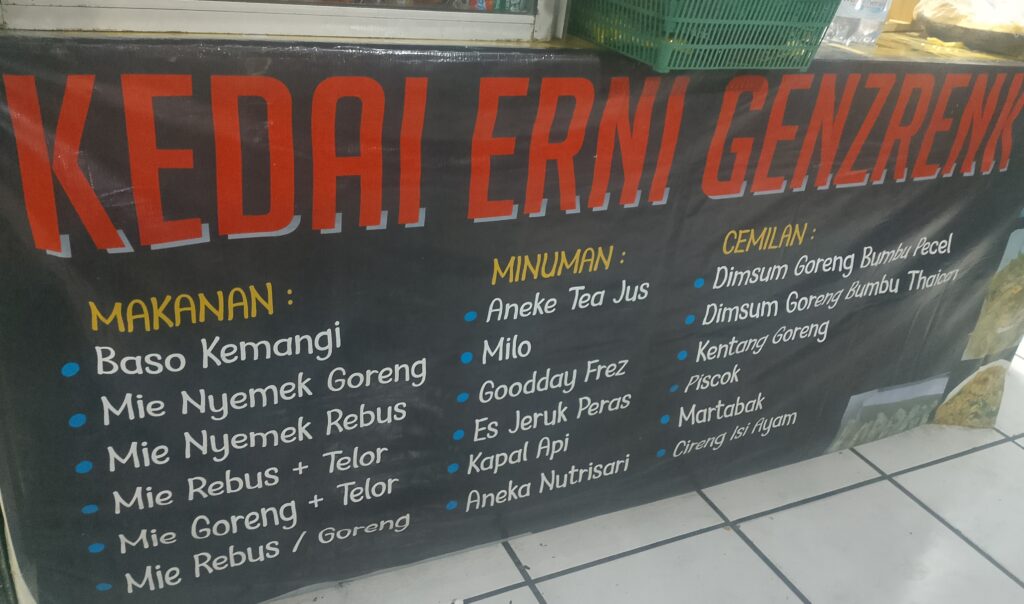 KEDAI ERNI GENZRENK
MAKANAN :
Baso Kemangi
Mie Nyemek Goreng
Mie Nyemek Rebus
Mie Rebus + Telor
Mie Goreng + Telor
Mie Rebus / Goreng
MINUMAN :
Aneke Tea Jus
Milo
Goodday Frez
Es Jeruk Peras
Kapal Api
Aneka Nutrisari
CEMILAN :
Dimsum Goreng Bumbu Pecel
Dimsum Goreng Bumbu
Kentang Goreng
Piscok
Martabak
Cireng Isi Ayam